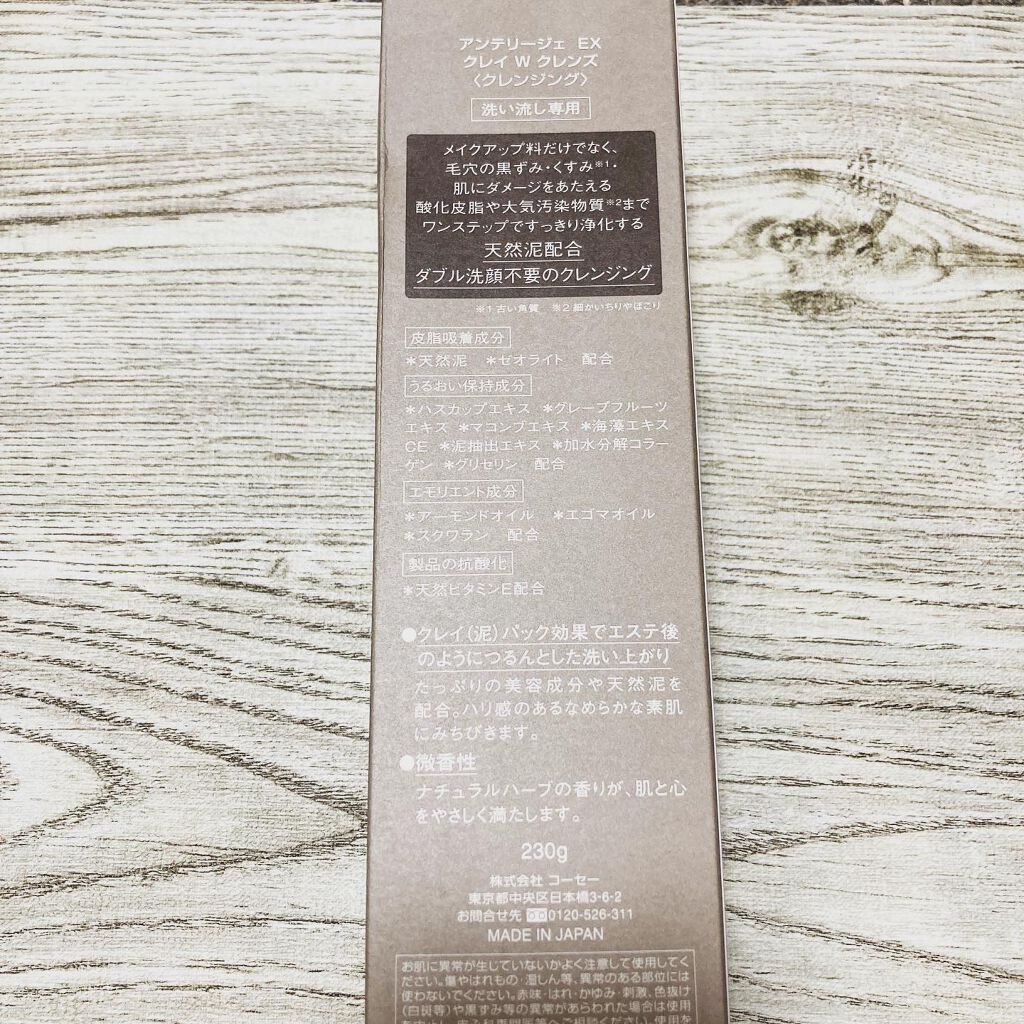 アンテリージェ EX
クレイ W クレンズ
〈クレンジング〉
洗い流し専用
メイクアップ料だけでなく、
毛穴の黒ずみ・くすみ※1・
肌にダメージをあたえる
酸化皮脂や大気汚染物質※2まで
ワンステップですっきり浄化する
天然泥配合
ダブル洗顔不要のクレンジング
※1 古い角質 ※2 細かいちりやほこり
皮脂吸着成分
*天然泥 *ゼオライト 配合
うるおい保持成分
*ハスカップエキス *グレープフルーツ
エキス *マコンブエキス *海藻エキス
CE *泥抽出エキス *加水分解コラー
ゲン *グリセリン 配合
エモリエント成分
*アーモンドオイル *エゴマオイル
*スクワラン 配合
製品の抗酸化
*天然ビタミンE配合
●クレイ(泥)パック効果でエステ後
のようにつるんとした洗い上がり
たっぷりの美容成分や天然泥を
配合。ハリ感のあるなめらかな素肌
にみちびきます。
●微香性
ナチュラルハーブの香りが、肌と心
をやさしく満たします。
230g
株式会社 コーセー
東京都中央区日本橋3-6-2
お問合せ先 0120-526-311
MADE IN JAPAN
お肌に異常が生じていないかよく注意して使用してく
ださい。傷やはれもの・湿しん等、異常のある部位には
使わないでください。赤味・はれ・かゆみ・刺激、色抜け
(白斑等)や黒ずみ等の異常があらわれた場合は使用